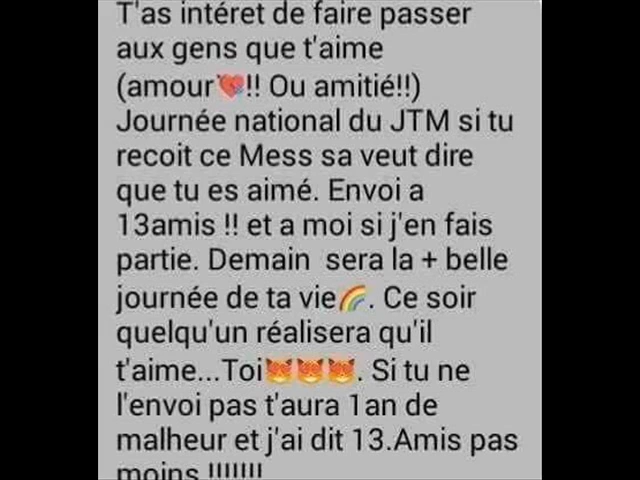 T'as intéret de faire passer
aux gens que t'aime
(amour💘!! Ou amitié!!)
Journée national du JTM si tu
recoit ce Mess sa veut dire
que tu es aimé. Envoi a
13amis !! et a moi si j'en fais
partie. Demain  sera la + belle
journée de ta vie🌈. Ce soir
quelqu'un réalisera qu'il
t'aime...Toi😻😻😻. Si tu ne
l'envoi pas t'aura 1an de
malheur et j'ai dit 13.Amis pas
moins !!!!!!!